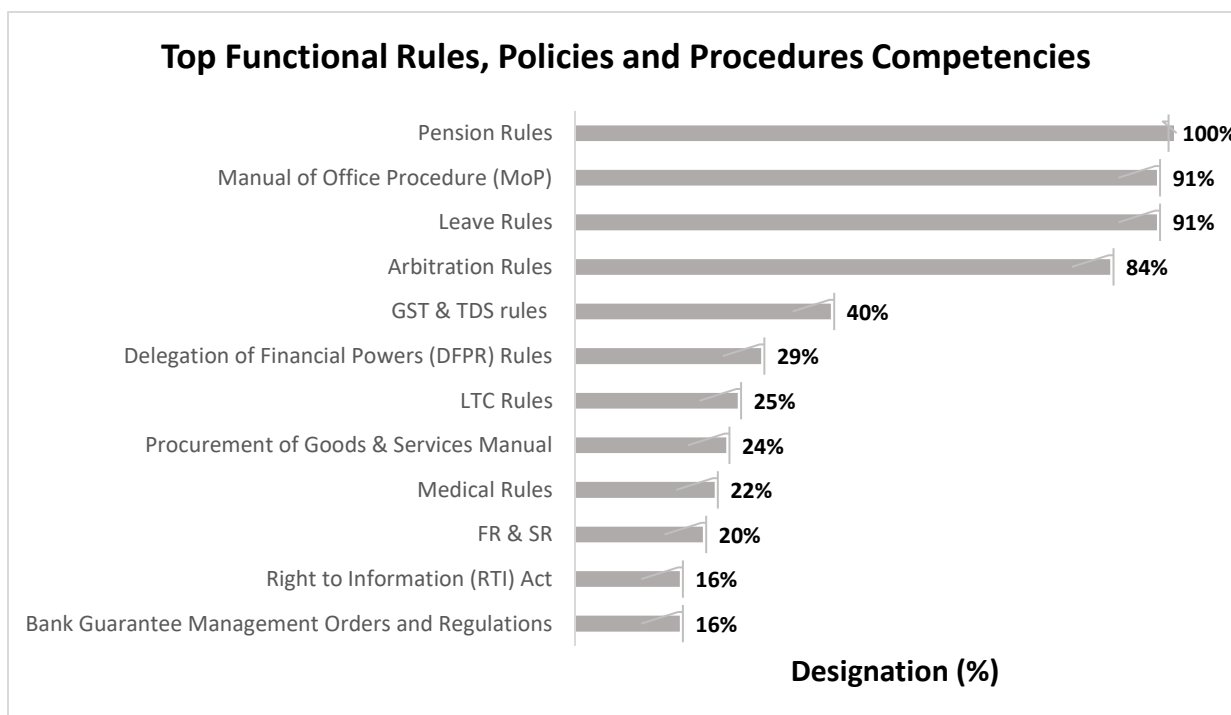 Top Functional Rules, Policies and Procedures Competencies
Pension Rules 100%
Manual of Office Procedure (MoP) 91%
Leave Rules 91%
Arbitration Rules 84%
GST & TDS rules 40%
Delegation of Financial Powers (DFPR) Rules 29%
LTC Rules 25%
Procurement of Goods & Services Manual 24%
Medical Rules 22%
FR & SR 20%
Right to Information (RTI) Act 16%
Bank Guarantee Management Orders and Regulations 16%
Designation (%)